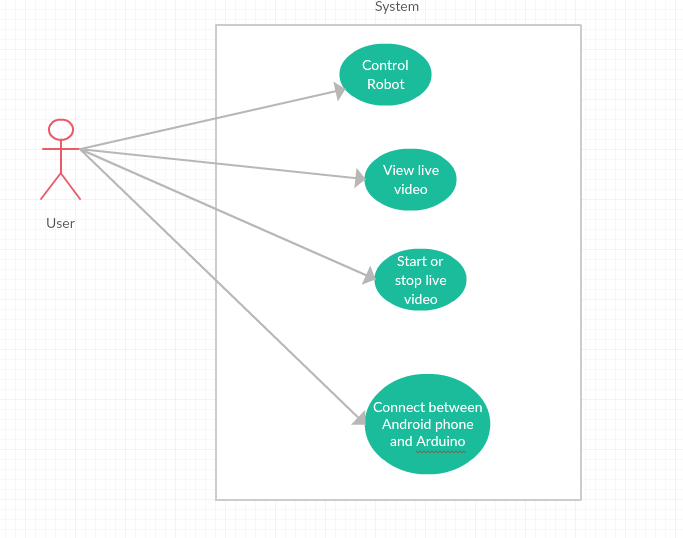 System
Control
Robot
View live
video
User
Start or
stop live
video
Connect between
Android phone
and Arduino